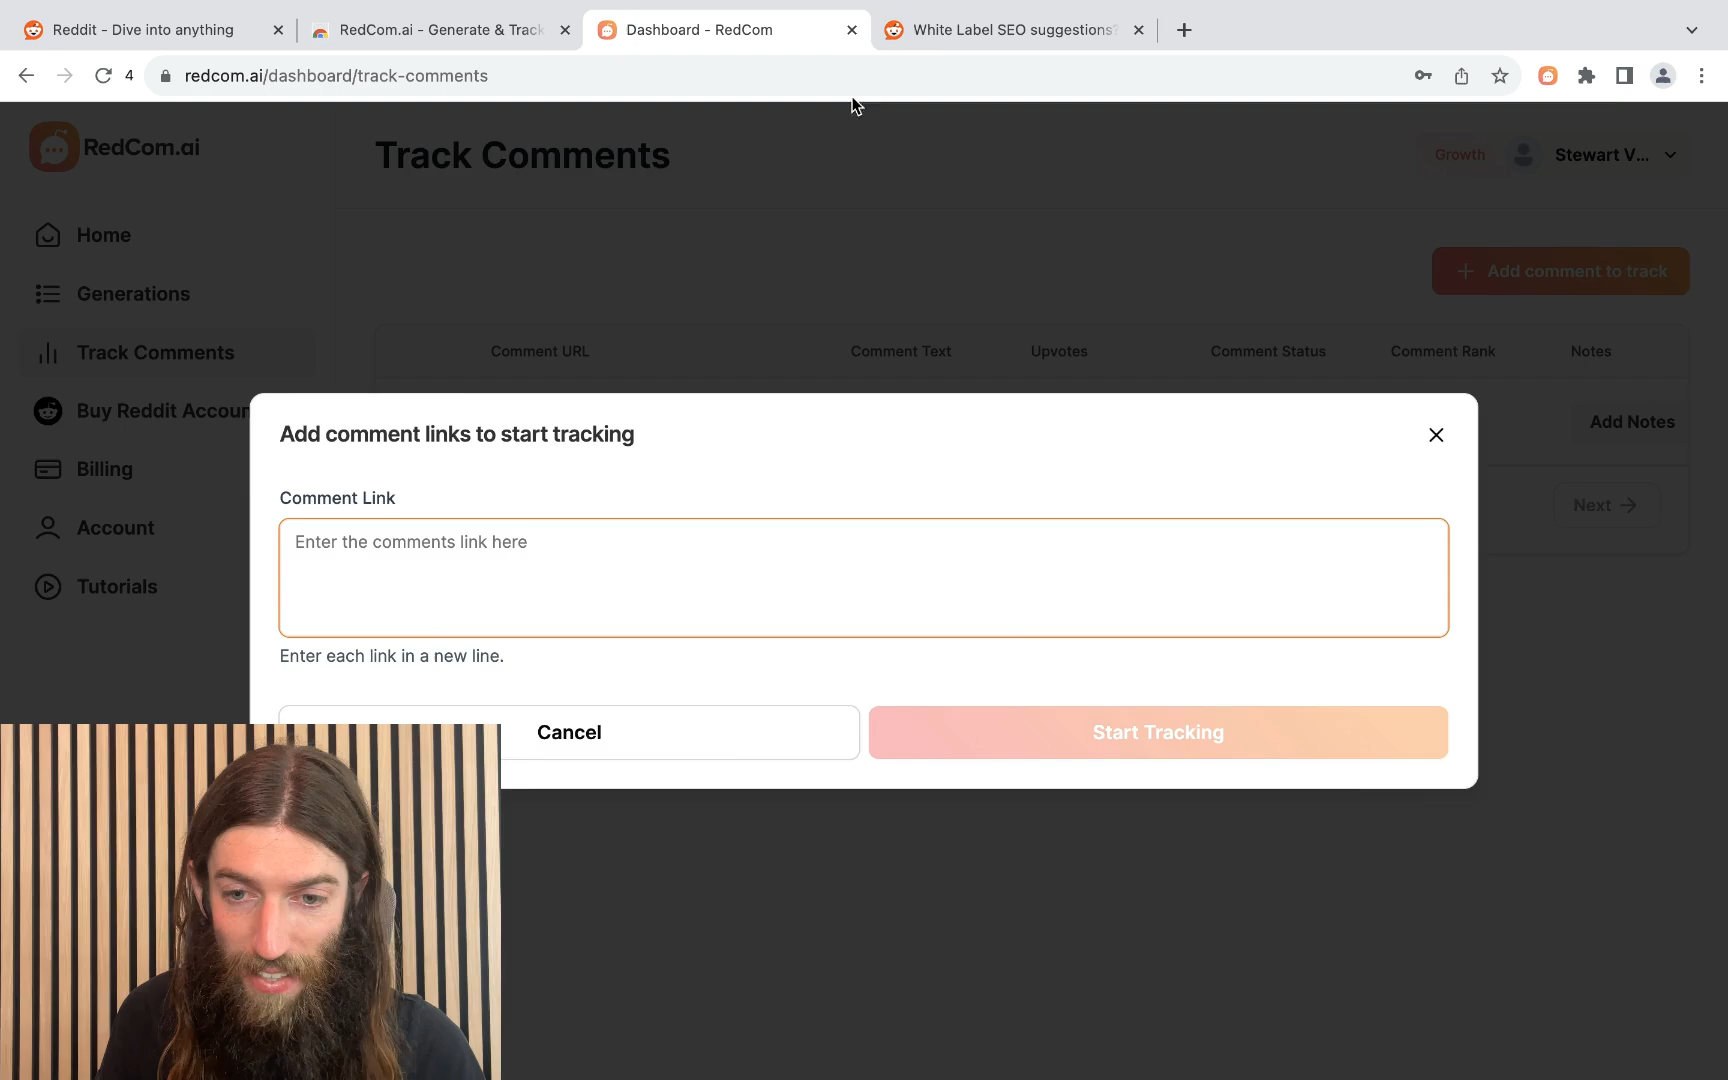 Reddit - Dive into anything
RedCom.ai - Generate & Track
Dashboard - RedCom
White Label SEO suggestions?
4
redcom.ai/dashboard/track-comments
RedCom.ai
Track Comments
Growth
Stewart V...
Home
Generations
Track Comments
Buy Reddit Accoun
Billing
Account
Tutorials
+ Add comment to track
Comment URL
Comment Text
Upvotes
Comment Status
Comment Rank
Notes
Add Notes
Next →
Add comment links to start tracking
Comment Link
Enter the comments link here
Enter each link in a new line.
Cancel
Start Tracking